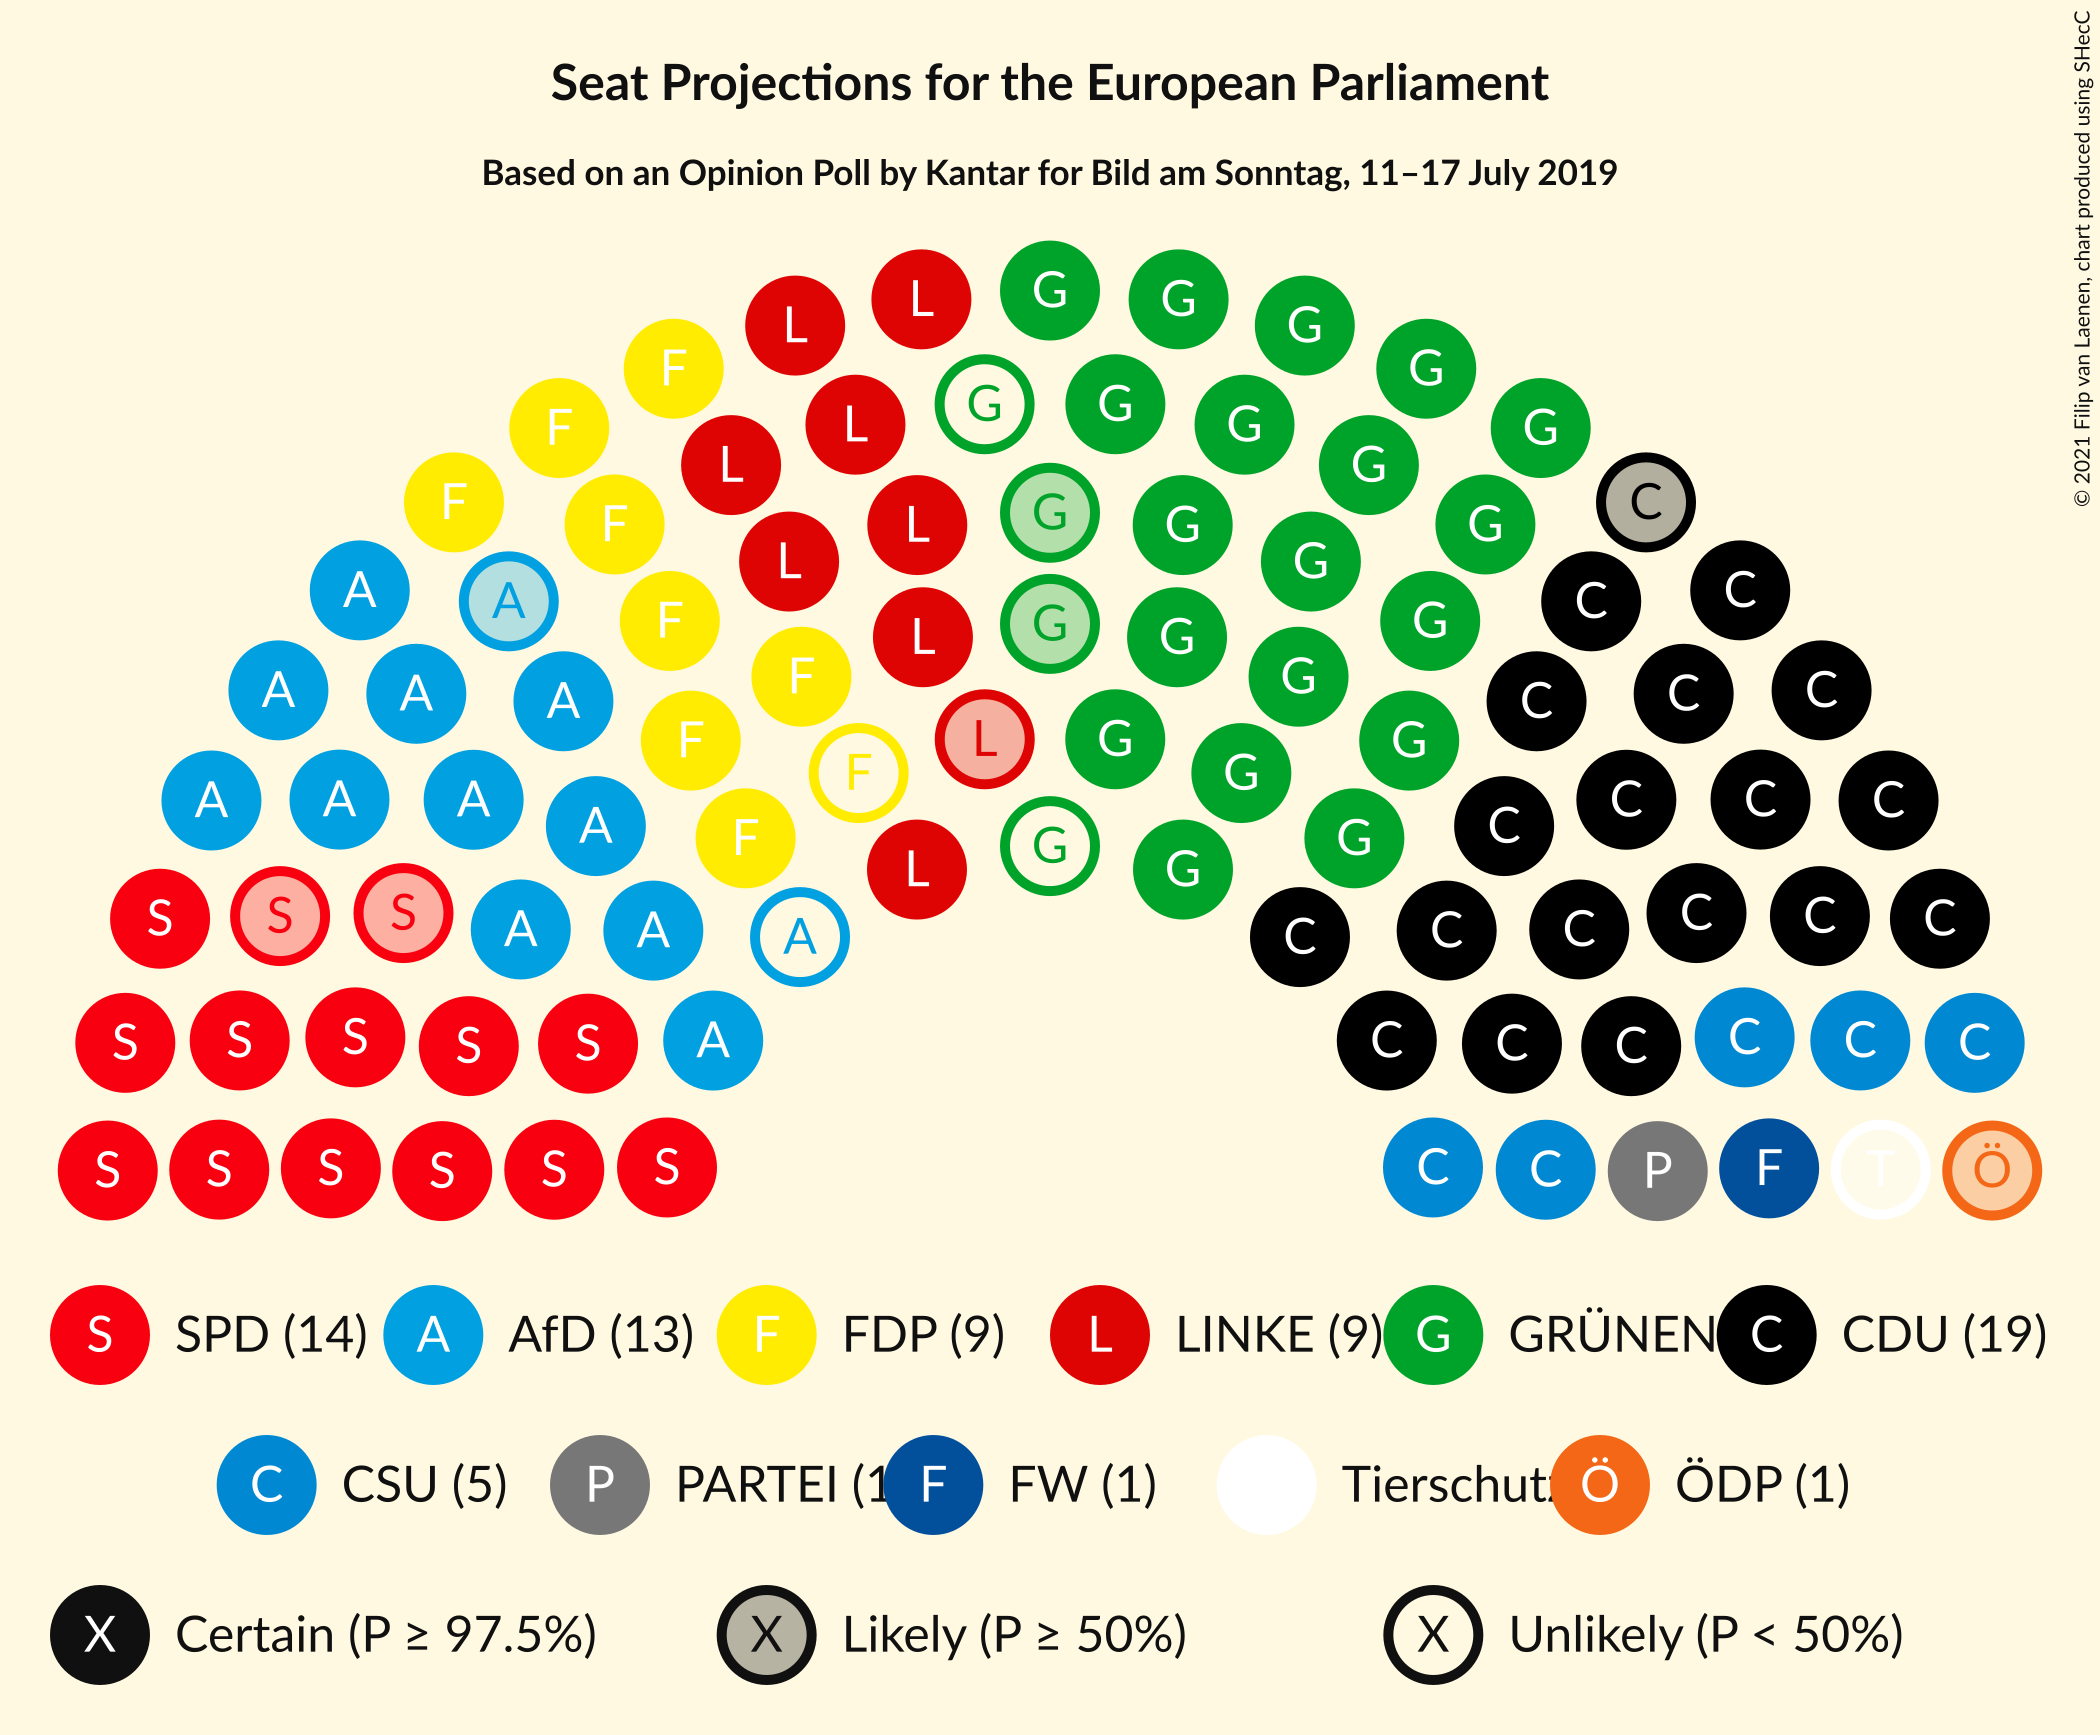 Seat Projections for the European Parliament
Based on an Opinion Poll by Kantar for Bild am Sonntag, 11–17 July 2019
© 2021 Filip van Laenen, chart produced using SHecC
L G G G
L G
F G
G G
F L G G
L G
F G C
F L G G
L G
A A C C
F G G
L G
F G
A A A C C C
F L G G
F G
A A A C C C
A C
F G G
L G
S S S C C C
A A A C C C
S S S S S A C C C C C C
S S S S S S C C P F T Ö
S SPD (14) A AfD (13) F FDP (9) L LINKE (9) G GRÜNEN C CDU (19)
C CSU (5) P PARTEI (1 F FW (1) Tierschutz Ö ÖDP (1)
X Certain (P ≥ 97.5%) X Likely (P ≥ 50%) X Unlikely (P < 50%)